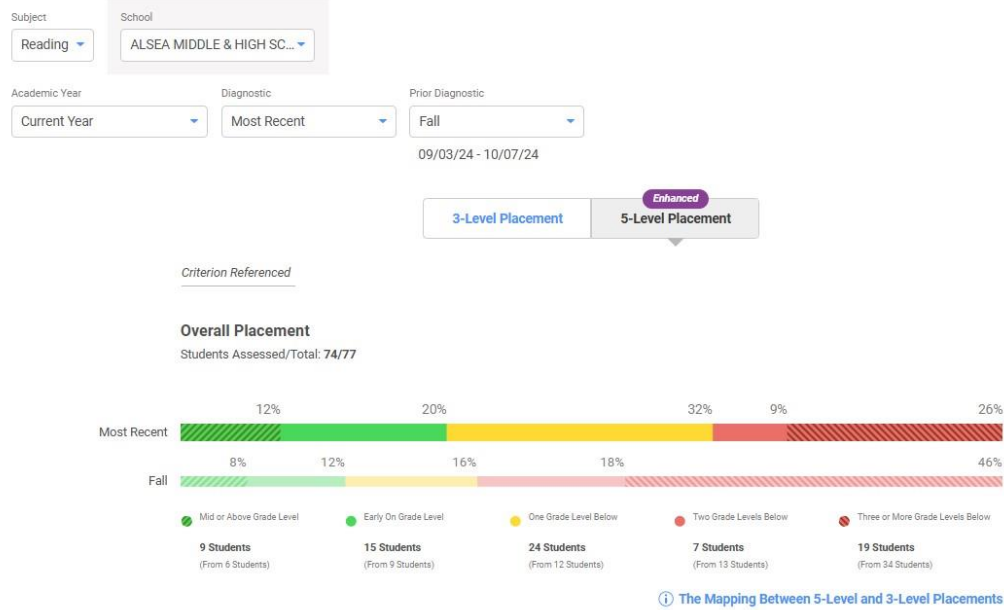 Subject School
Reading ALSEA MIDDLE & HIGH SC...
Academic Year Diagnostic Prior Diagnostic
Current Year Most Recent Fall
09/03/24 - 10/07/24
Enhanced
3-Level Placement 5-Level Placement
Criterion Referenced
Overall Placement
Students Assessed/Total: 74/77
12% 20% 32% 9% 26%
Most Recent
8% 12% 16% 18% 46%
Fall
Mid or Above Grade Level Early On Grade Level One Grade Level Below Two Grade Levels Below Three or More Grade Levels Below
9 Students 15 Students 24 Students 7 Students 19 Students
(From 6 Students) (From 9 Students) (From 12 Students) (From 13 Students) (From 34 Students)
The Mapping Between 5-Level and 3-Level Placements